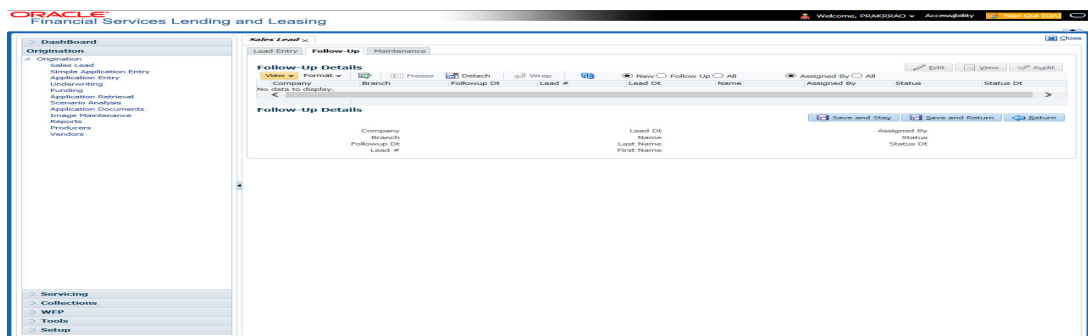 ORACLE
Financial Services Lending and Leasing
Welcome, PRAKRRAO Accessibility Sign Out [QA]
DashBoard
Origination
Origination
Sales Lead
Simple Application Entry
Application Entry
Underwriting
Funding
Application Retrieval
Scenario Analysis
Application Documents
Image Maintenance
Reports
Producers
Vendors
Servicing
Collections
WFP
Tools
Setup
Sales Lead x
Close
Lead Entry Follow-Up Maintenance
Follow-Up Details
Edit View Audit
View Format Freeze Detach Wrap New Follow Up All Assigned By All
Company Branch Followup Dt Lead # Lead Dt Name Assigned By Status Status Dt
No data to display.
Follow-Up Details
Save and Stay Save and Return Return
Company Lead Dt Assigned By
Branch Name Status
Followup Dt Last Name Status Dt
Lead # First Name